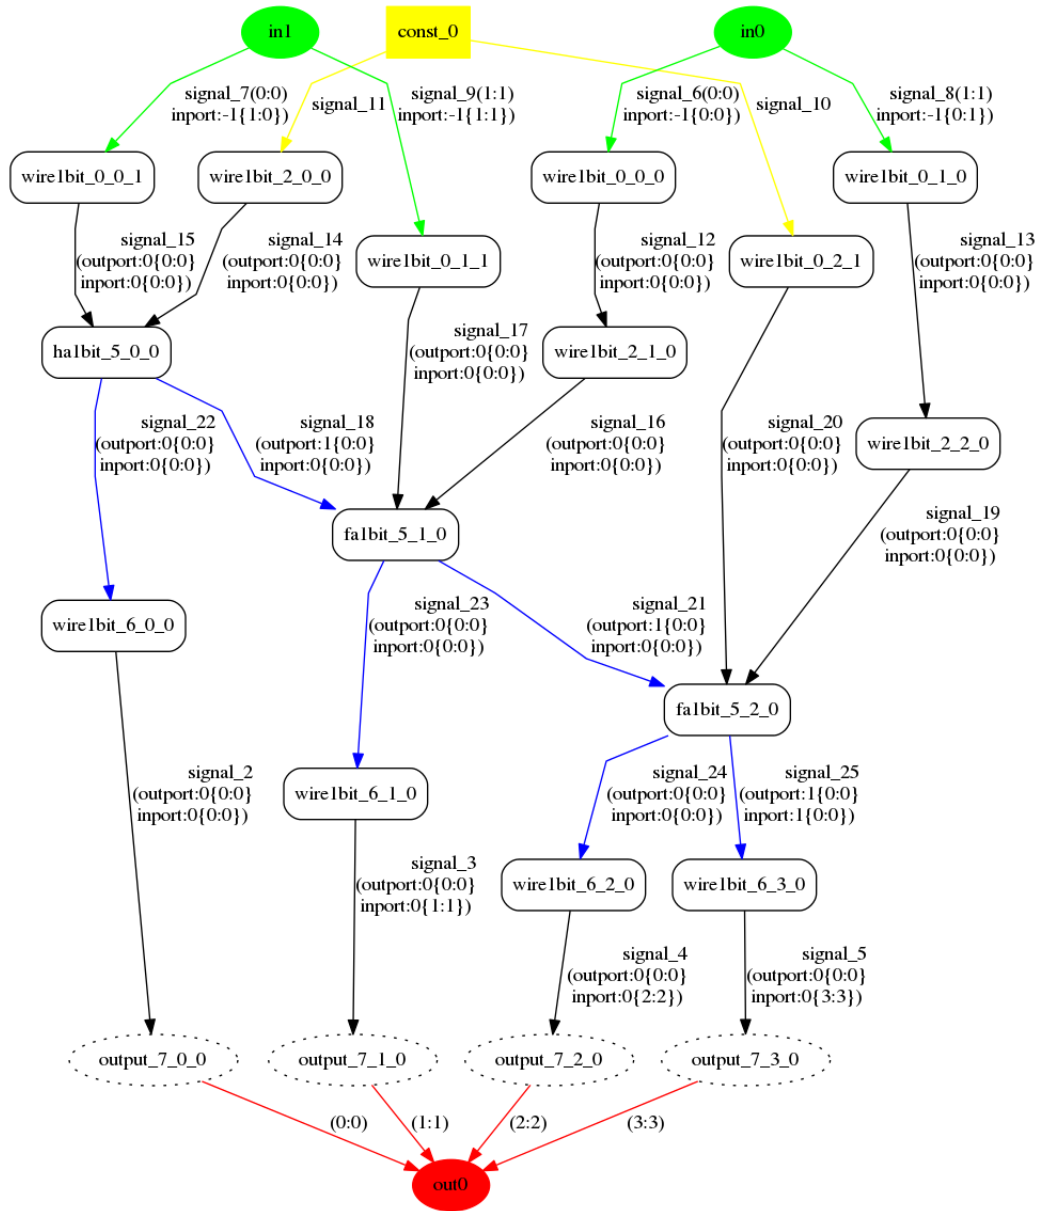 in1
const_0
in0
signal_7(0:0)
inport:-1{1:0})
signal_11
signal_9(1:1)
inport:-1{1:1})
signal_6(0:0)
inport:-1{0:0})
signal_10
signal_8(1:1)
inport:-1{0:1})
wire1bit_0_0_1
wire1bit_2_0_0
wire1bit_0_0_0
wire1bit_0_1_0
signal_15
(outport:0{0:0}
inport:0{0:0})
signal_14
(outport:0{0:0}
inport:0{0:0})
wire1bit_0_1_1
signal_12
(outport:0{0:0}
inport:0{0:0})
wire1bit_0_2_1
signal_13
(outport:0{0:0}
inport:0{0:0})
ha1bit_5_0_0
signal_17
(outport:0{0:0}
inport:0{0:0})
wire1bit_2_1_0
signal_22
(outport:0{0:0}
inport:0{0:0})
signal_18
(outport:1{0:0}
inport:0{0:0})
signal_16
(outport:0{0:0}
inport:0{0:0})
signal_20
(outport:0{0:0}
inport:0{0:0})
wire1bit_2_2_0
fa1bit_5_1_0
signal_19
(outport:0{0:0}
inport:0{0:0})
wire1bit_6_0_0
signal_23
(outport:0{0:0}
inport:0{0:0})
signal_21
(outport:1{0:0}
inport:0{0:0})
fa1bit_5_2_0
signal_2
(outport:0{0:0}
inport:0{0:0})
wire1bit_6_1_0
signal_24
(outport:0{0:0}
inport:0{0:0})
signal_25
(outport:1{0:0}
inport:1{0:0})
signal_3
(outport:0{0:0}
inport:0{1:1})
wire1bit_6_2_0
wire1bit_6_3_0
signal_4
(outport:0{0:0}
inport:0{2:2})
signal_5
(outport:0{0:0}
inport:0{3:3})
output_7_0_0
output_7_1_0
output_7_2_0
output_7_3_0
(0:0)
(1:1)
(2:2)
(3:3)
out0